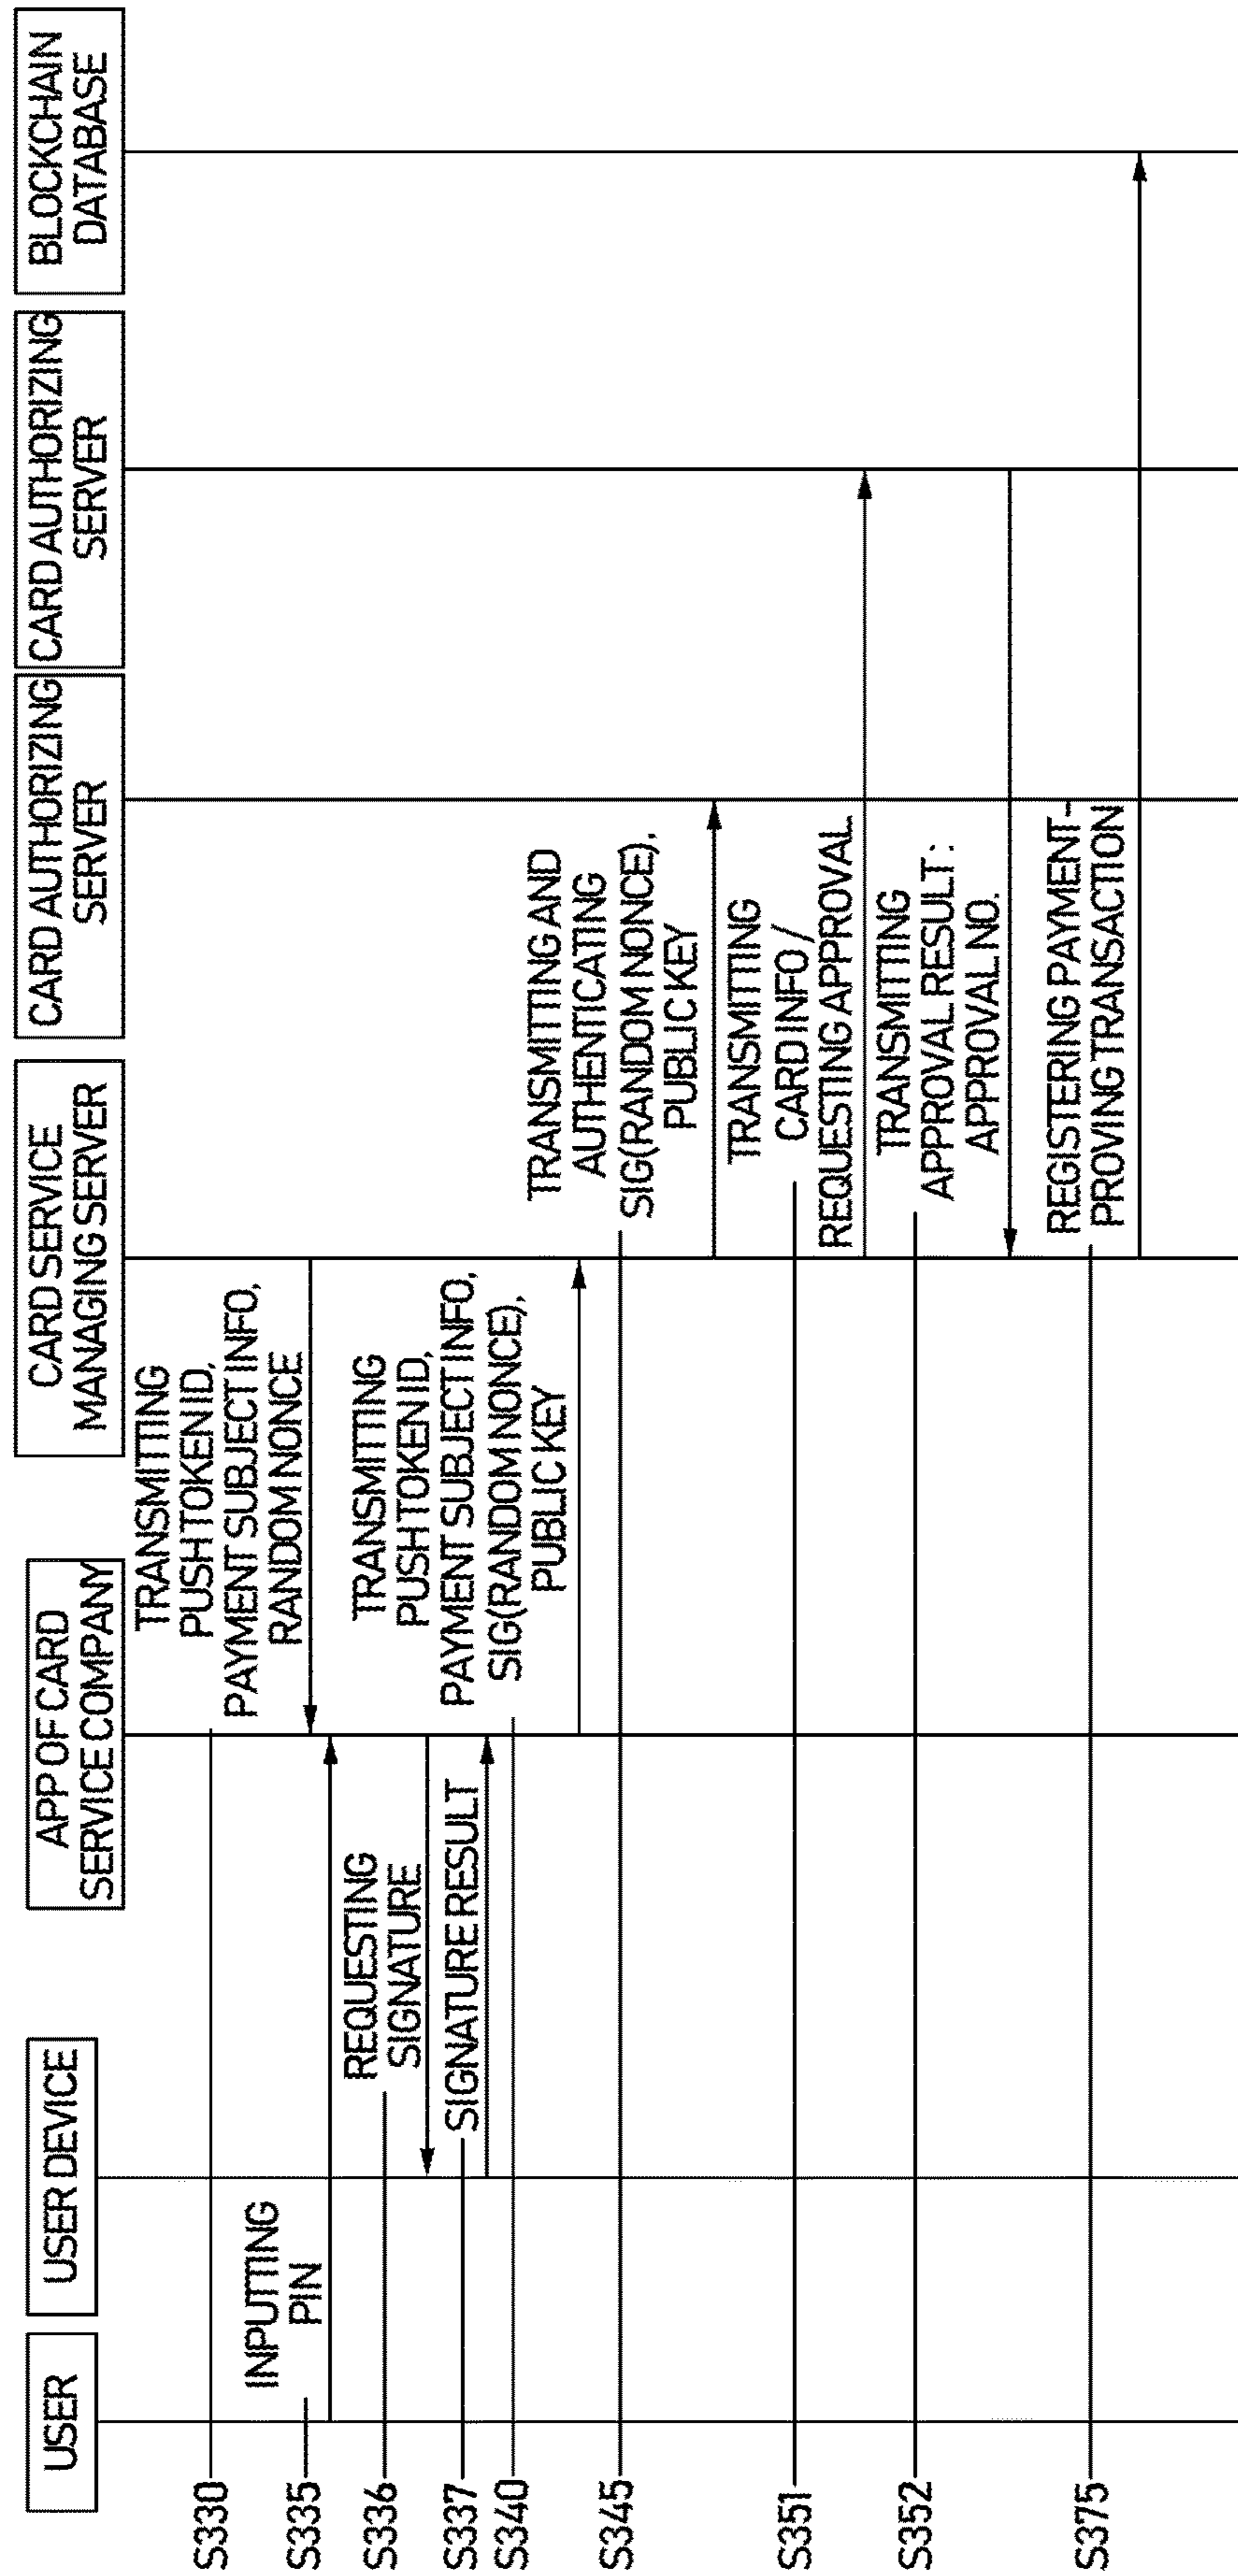 USER
USER DEVICE
APP OF CARD
SERVICE COMPANY
CARD SERVICE
MANAGING SERVER
CARD AUTHORIZING
SERVER
CARD AUTHORIZING
SERVER
BLOCKCHAIN
DATABASE
S330
TRANSMITTING
PUSH TOKEN ID,
PAYMENT SUBJECT INFO,
RANDOM NONCE
S335
INPUTTING
PIN
S336
REQUESTING
SIGNATURE
S337
SIGNATURE RESULT
S340
TRANSMITTING
PUSH TOKEN ID,
PAYMENT SUBJECT INFO,
SIG(RANDOM NONCE),
PUBLIC KEY
S345
TRANSMITTING AND
AUTHENTICATING
SIG(RANDOM NONCE),
PUBLIC KEY
S351
TRANSMITTING
CARD INFO /
REQUESTING APPROVAL
S352
TRANSMITTING
APPROVAL RESULT :
APPROVAL NO.
S375
REGISTERING PAYMENT-
PROVING TRANSACTION